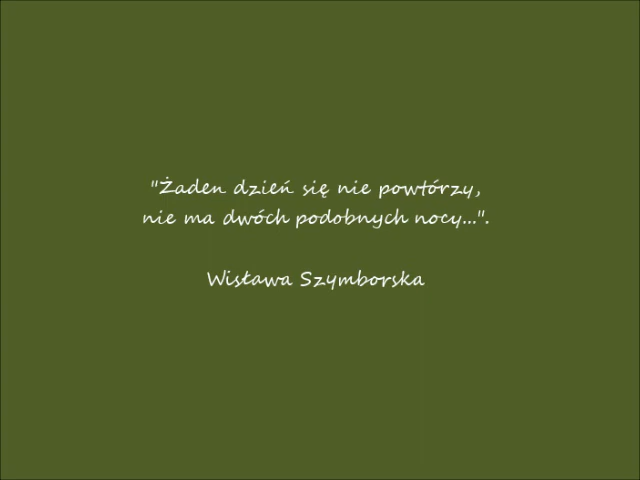 "Żaden dzień się nie powtórzy,
nie ma dwóch podobnych nocy...".
Wisława Szymborska